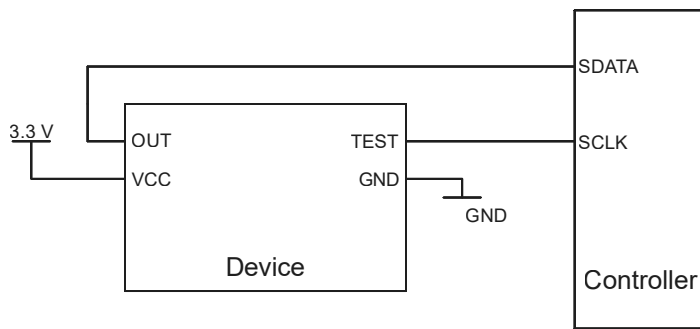 SDATA
3.3 V
OUT
TEST
SCLK
VCC
GND
GND
Device
Controller